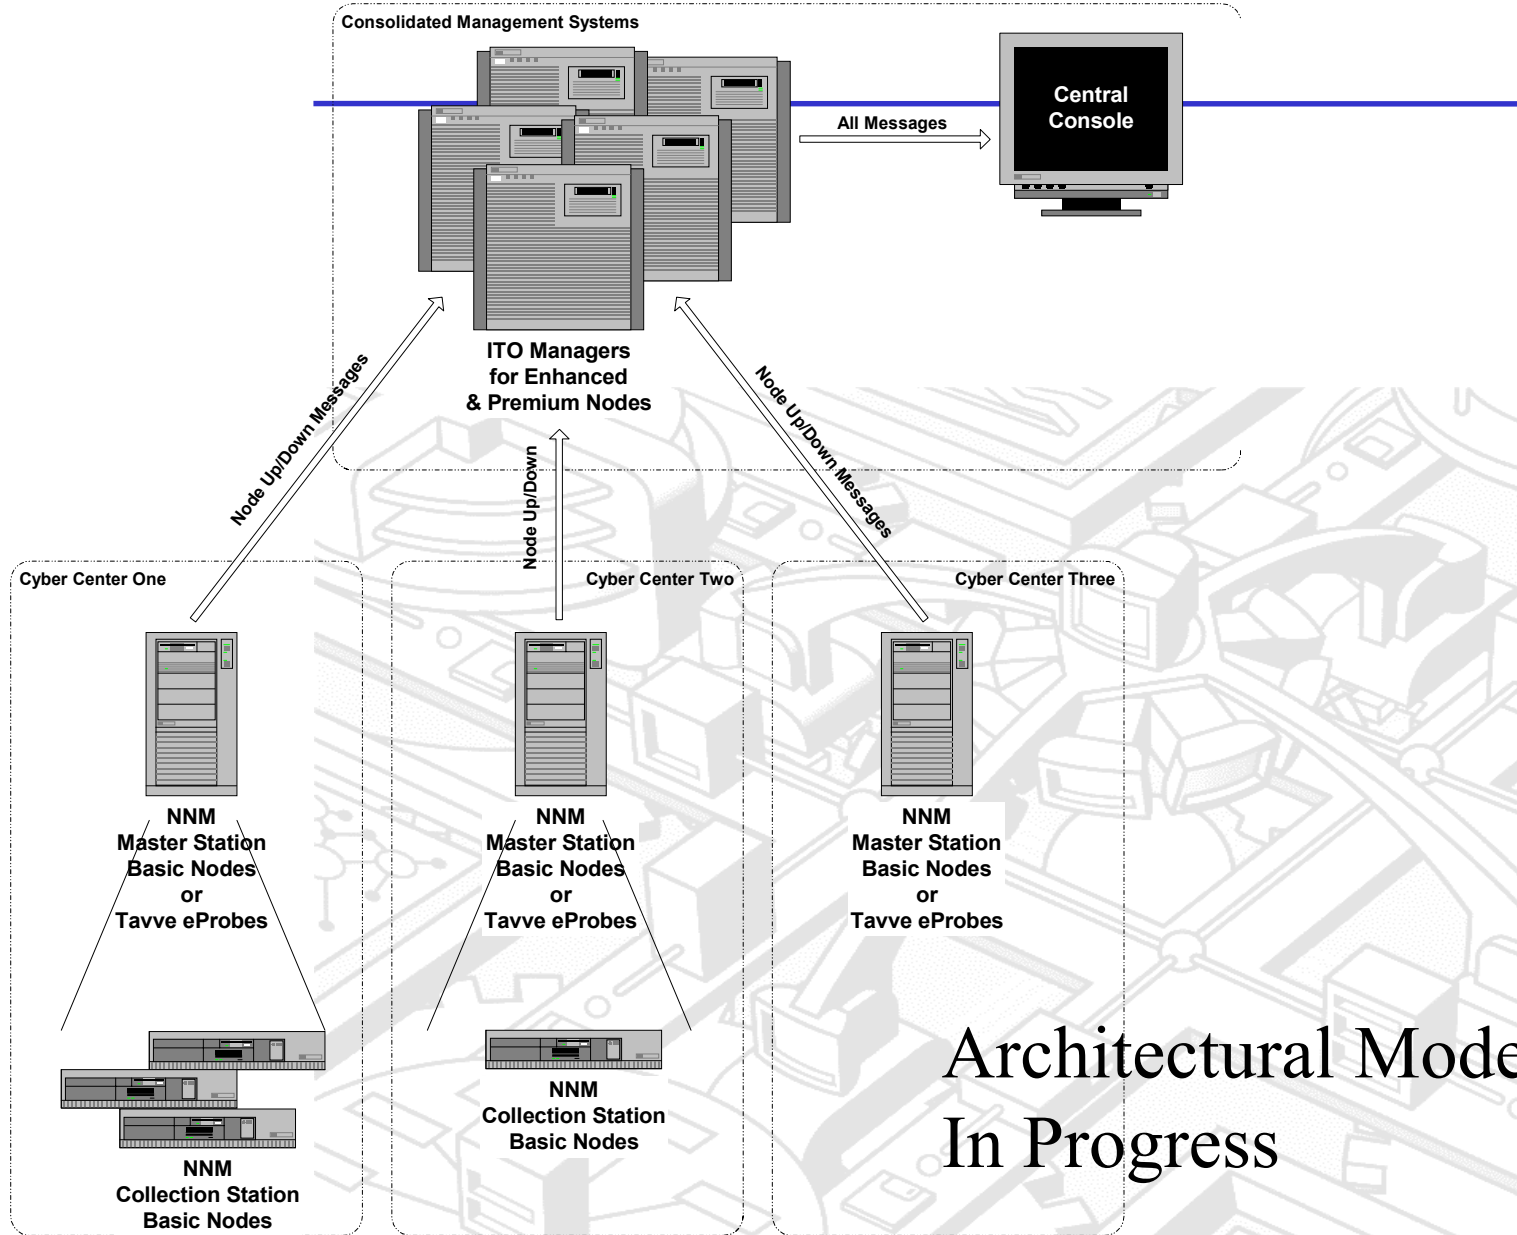 Consolidated Management Systems
Central
Console
All Messages
ITO Managers
for Enhanced
& Premium Nodes
Node Up/Down Messages
Node Up/Down
Node Up/Down Messages
Cyber Center One
Cyber Center Two
Cyber Center Three
NNM
Master Station
Basic Nodes
or
Tavve eProbes
NNM
Master Station
Basic Nodes
or
Tavve eProbes
NNM
Master Station
Basic Nodes
or
Tavve eProbes
NNM
Collection Station
Basic Nodes
NNM
Collection Station
Basic Nodes
Architectural Mode
In Progress